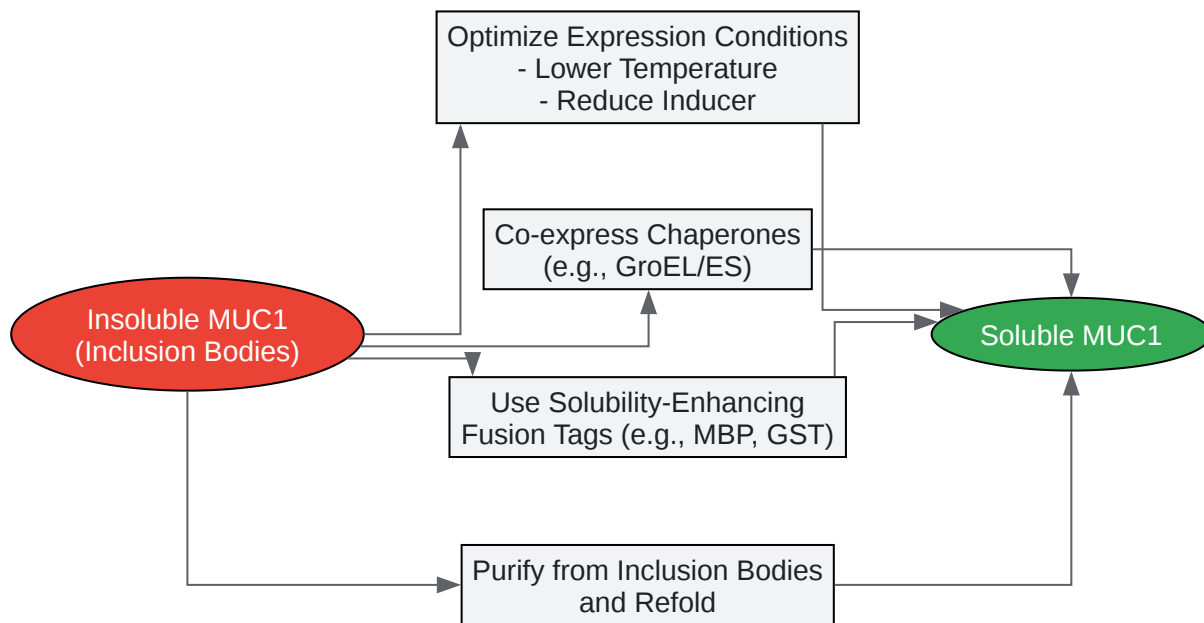 Optimize Expression Conditions
- Lower Temperature
- Reduce Inducer
Co-express Chaperones
(e.g., GroEL/ES)
Insoluble MUC1
(Inclusion Bodies)
Soluble MUC1
Use Solubility-Enhancing
Fusion Tags (e.g., MBP, GST)
Purify from Inclusion Bodies
and Refold